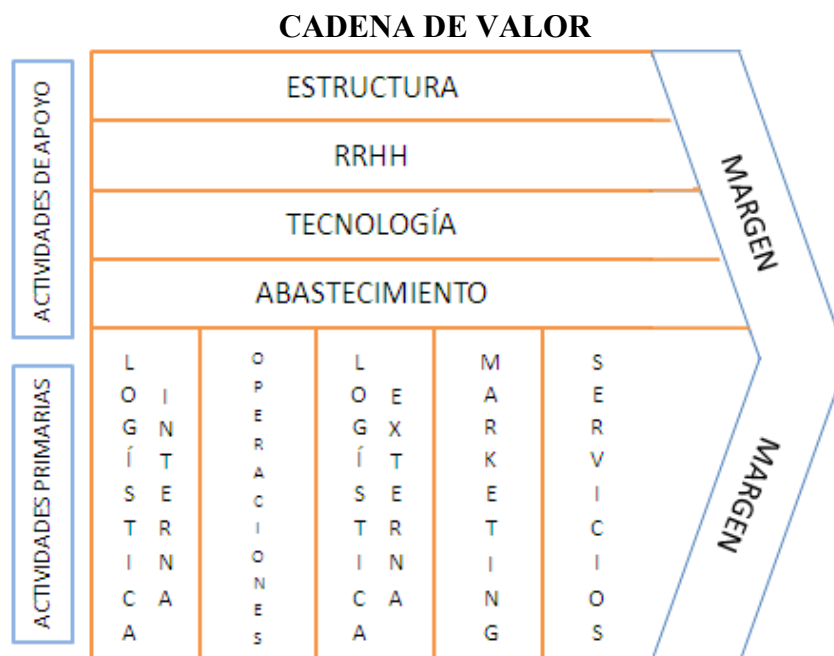 CADENA DE VALOR
ACTIVIDADES DE APOYO
ESTRUCTURA
RRHH
TECNOLOGÍA
ABASTECIMIENTO
MARGEN
ACTIVIDADES PRIMARIAS
LOGÍSTICA INTERNA
OPERACIONES
LOGÍSTICA EXTERNA
MARKETING
SERVICIOS
MARGEN